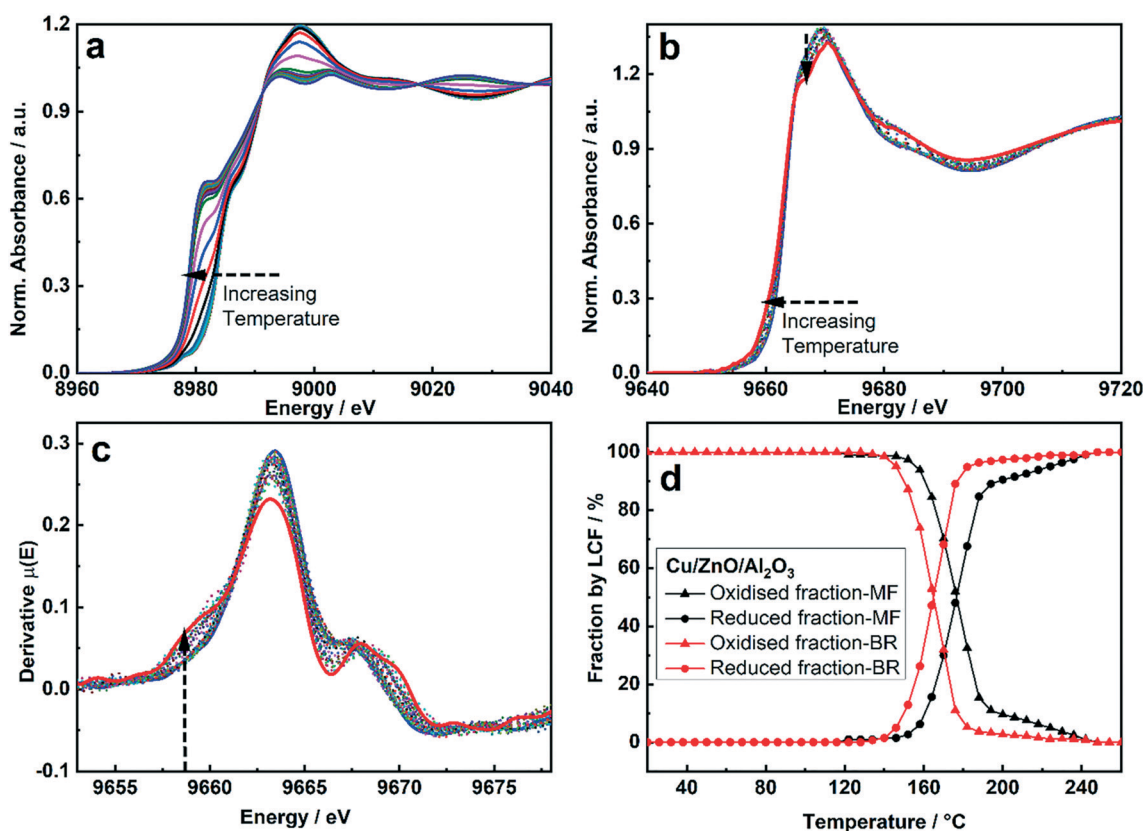 a
1.2
0.9
0.6
0.3
0.0
Norm. Absorbance / a.u.
Increasing
Temperature
8960
8980
9000
9020
9040
Energy / eV
b
1.2
0.9
0.6
0.3
0.0
Norm. Absorbance / a.u.
Increasing
Temperature
9640
9660
9680
9700
9720
Energy / eV
c
0.3
0.2
0.1
0.0
-0.1
Derivative μ(E)
9655
9660
9665
9670
9675
Energy / eV
d
100
80
60
40
20
0
Fraction by LCF / %
Cu/ZnO/Al₂O₃
Oxidised fraction-MF
Reduced fraction-MF
Oxidised fraction-BR
Reduced fraction-BR
40
80
120
160
200
240
Temperature / °C